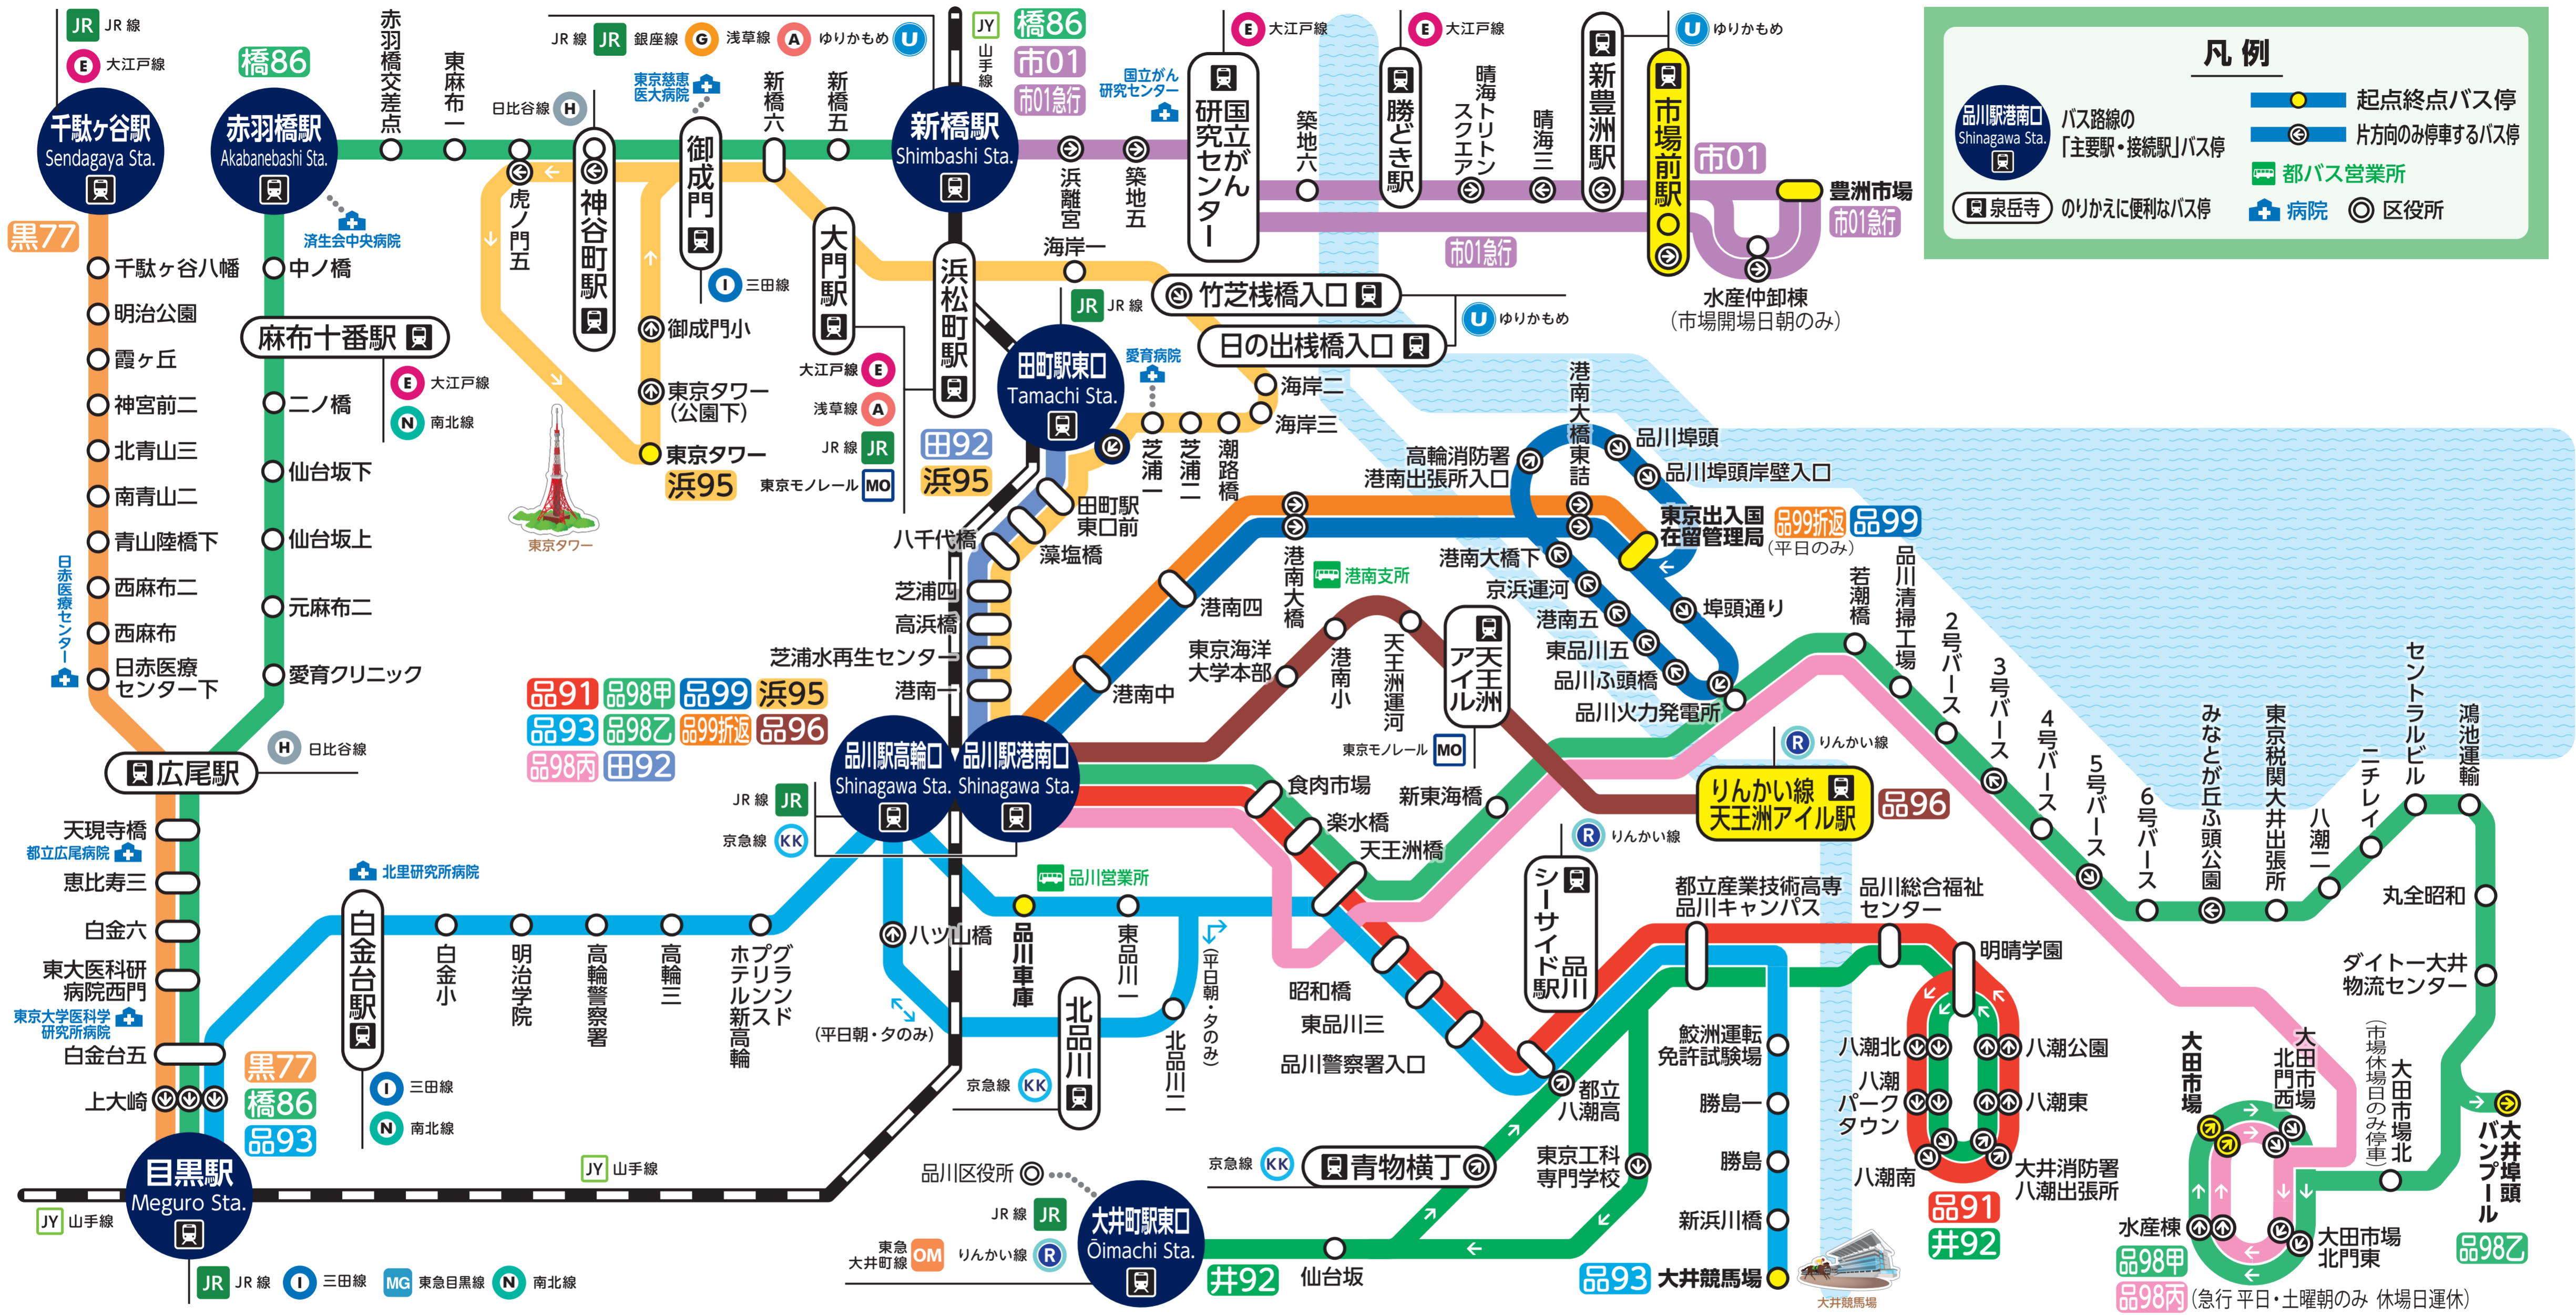 JR JR線
E 大江戸線
千駄ヶ谷駅
Sendagaya Sta.
黒77
千駄ヶ谷八幡
明治公園
霞ヶ丘
神宮前二
北青山三
南青山二
青山陸橋下
西麻布二
西麻布
日赤医療
センター下
日赤医療センター
橋86
赤羽橋駅
Akabanebashi Sta.
済生会中央病院
中ノ橋
麻布十番駅
E 大江戸線
N 南北線
二ノ橋
仙台坂下
仙台坂上
元麻布二
愛育クリニック
H 日比谷線
広尾駅
天現寺橋
都立広尾病院
恵比寿三
白金六
東大医科研
病院西門
東京大学医科学
研究所病院
白金台五
上大崎
黒77
橋86
品93
目黒駅
Meguro Sta.
JY 山手線
JR JR線
I 三田線
MG 東急目黒線
N 南北線
JY 山手線
赤羽橋交差点
東麻布一
日比谷線 H
虎ノ門五
神谷町駅
東京慈恵
医大病院
御成門
I 三田線
新橋六
新橋五
JR線 JR
銀座線 G
浅草線 A
ゆりかもめ U
新橋駅
Shimbashi Sta.
JY 山手線
橋86
市01
市01急行
御成門小
東京タワー
(公園下)
東京タワー
浜95
東京タワー
大門駅
浜松町駅
大江戸線 E
浅草線 A
JR線 JR
東京モノレール MO
浜離宮
築地五
国立がん
研究センター
E 大江戸線
国立がん
研究センター
築地六
E 大江戸線
勝どき駅
晴海トリトン
スクエア
晴海三
新豊洲駅
U ゆりかもめ
市場前駅
市01
豊洲市場
市01急行
市01急行
水産仲卸棟
(市場開場日朝のみ)
凡例
品川駅港南口
Shinagawa Sta.
バス路線の
「主要駅・接続駅」バス停
泉岳寺
のりかえに便利なバス停
起点終点バス停
片方向のみ停車するバス停
都バス営業所
病院
区役所
海岸一
竹芝桟橋入口
日の出桟橋入口
U ゆりかもめ
JR JR線
田町駅東口
Tamachi Sta.
愛育病院
海岸二
海岸三
潮路橋
芝浦二
芝浦一
田92
浜95
田町駅
東口前
藻塩橋
八千代橋
芝浦四
高浜橋
芝浦水再生センター
港南一
品91
品98甲
品99
浜95
品93
品98乙
品99折返
品96
品98丙
田92
品川駅高輪口
Shinagawa Sta.
品川駅港南口
Shinagawa Sta.
JR線 JR
京急線 KK
港南中
港南四
港南大橋
港南支所
高輪消防署
港南出張所入口
港南大橋東詰
品川埠頭
品川埠頭岸壁入口
東京出入国
在留管理局
品99折返
(平日のみ)
品99
港南大橋下
京浜運河
港南五
東品川五
品川ふ頭橋
埠頭通り
品川火力発電所
東京海洋
大学本部
港南小
天王洲運河
天王洲
アイル
東京モノレール MO
R りんかい線
りんかい線
天王洲アイル駅
品96
食肉市場
楽水橋
天王洲橋
新東海橋
若潮橋
品川清掃工場
2号バース
3号バース
4号バース
5号バース
6号バース
みなとが丘ふ頭公園
東京税関大井出張所
八潮二
ニチレイ
セントラルビル
鴻池運輸
丸全昭和
ダイトー大井
物流センター
大井埠頭
バンプール
品98乙
(市場休場日のみ停車)
大田市場北
大田市場
北門西
大田市場
水産棟
大田市場
北門東
品98甲
品98丙
(急行 平日・土曜朝のみ 休場日運休)
北里研究所病院
白金台駅
I 三田線
N 南北線
白金小
明治学院
高輪警察署
高輪三
グランド
プリンス
ホテル新高輪
八ツ山橋
(平日朝・夕のみ)
品川営業所
品川車庫
東品川一
(平日朝・夕のみ)
北品川
京急線 KK
北品川二
昭和橋
東品川三
品川警察署入口
R りんかい線
品川
シーサイド駅
都立産業技術高専
品川キャンパス
品川総合福祉
センター
明晴学園
八潮北
八潮
パーク
タウン
八潮南
八潮公園
八潮東
大井消防署
八潮出張所
品91
井92
都立
八潮高
鮫洲運転
免許試験場
勝島一
勝島
新浜川橋
品93
大井競馬場
大井競馬場
京急線 KK
青物横丁
東京工科
専門学校
品川区役所
JR線 JR
東急
大井町線 OM
りんかい線 R
大井町駅東口
Ōimachi Sta.
井92
仙台坂
JY 山手線